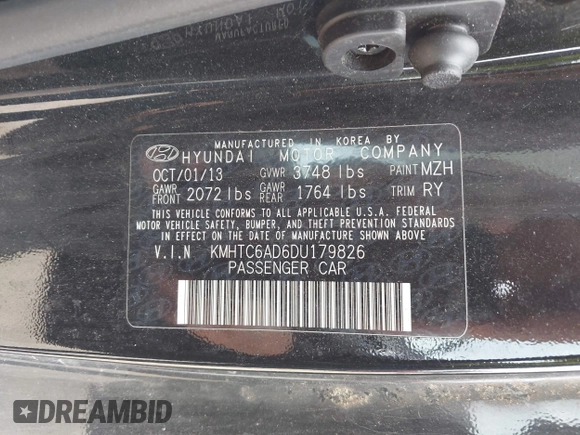 MANUFACTURED IN KOREA BY
HYUNDAI MOTOR COMPANY
OCT/01/13 GVWR 3748 lbs PAINT MZH
GAWR FRONT 2072 lbs GAWR REAR 1764 lbs TRIM RY
THIS VEHICLE CONFORMS TO ALL APPLICABLE U.S.A. FEDERAL
MOTOR VEHICLE SAFETY, BUMPER, AND THEFT PREVENTION STANDARDS
IN EFFECT ON THE DATE OF MANUFACTURE SHOWN ABOVE.
V.I.N KMHTC6AD6DU179826
PASSENGER CAR
DREAMBID